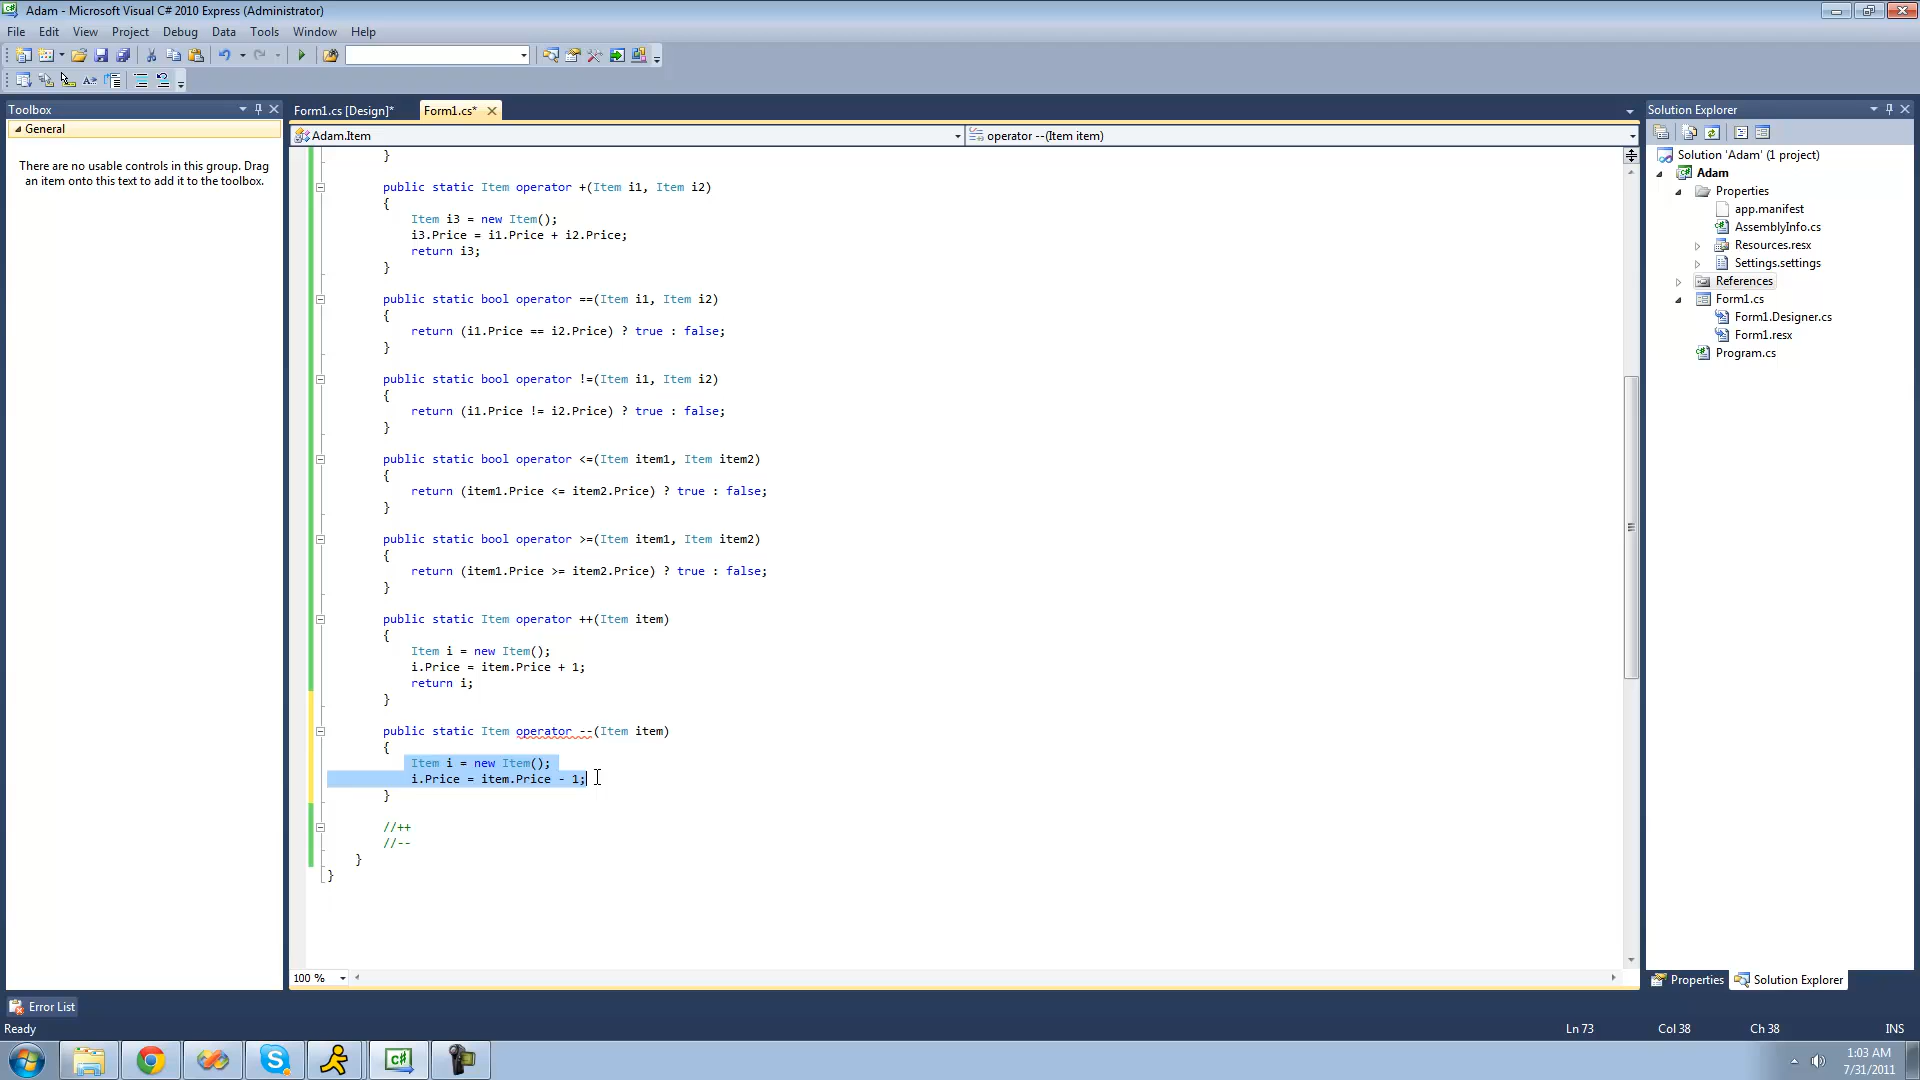 Adam - Microsoft Visual C# 2010 Express (Administrator)
File Edit View Project Debug Data Tools Window Help
Toolbox
General
There are no usable controls in this group. Drag
an item onto this text to add it to the toolbox.
Form1.cs [Design]* Form1.cs*
Adam.Item operator --(Item item)
}
public static Item operator +(Item i1, Item i2)
{
Item i3 = new Item();
i3.Price = i1.Price + i2.Price;
return i3;
}
public static bool operator ==(Item i1, Item i2)
{
return (i1.Price == i2.Price) ? true : false;
}
public static bool operator !=(Item i1, Item i2)
{
return (i1.Price != i2.Price) ? true : false;
}
public static bool operator <=(Item item1, Item item2)
{
return (item1.Price <= item2.Price) ? true : false;
}
public static bool operator >=(Item item1, Item item2)
{
return (item1.Price >= item2.Price) ? true : false;
}
public static Item operator ++(Item item)
{
Item i = new Item();
i.Price = item.Price + 1;
return i;
}
public static Item operator --(Item item)
{
Item i = new Item();
i.Price = item.Price - 1;
}
//++
//--
}
}
100 %
Solution Explorer
Solution 'Adam' (1 project)
Adam
Properties
app.manifest
AssemblyInfo.cs
Resources.resx
Settings.settings
References
Form1.cs
Form1.Designer.cs
Form1.resx
Program.cs
Properties Solution Explorer
Error List
Ready Ln 73 Col 38 Ch 38 INS
1:03 AM
7/31/2011